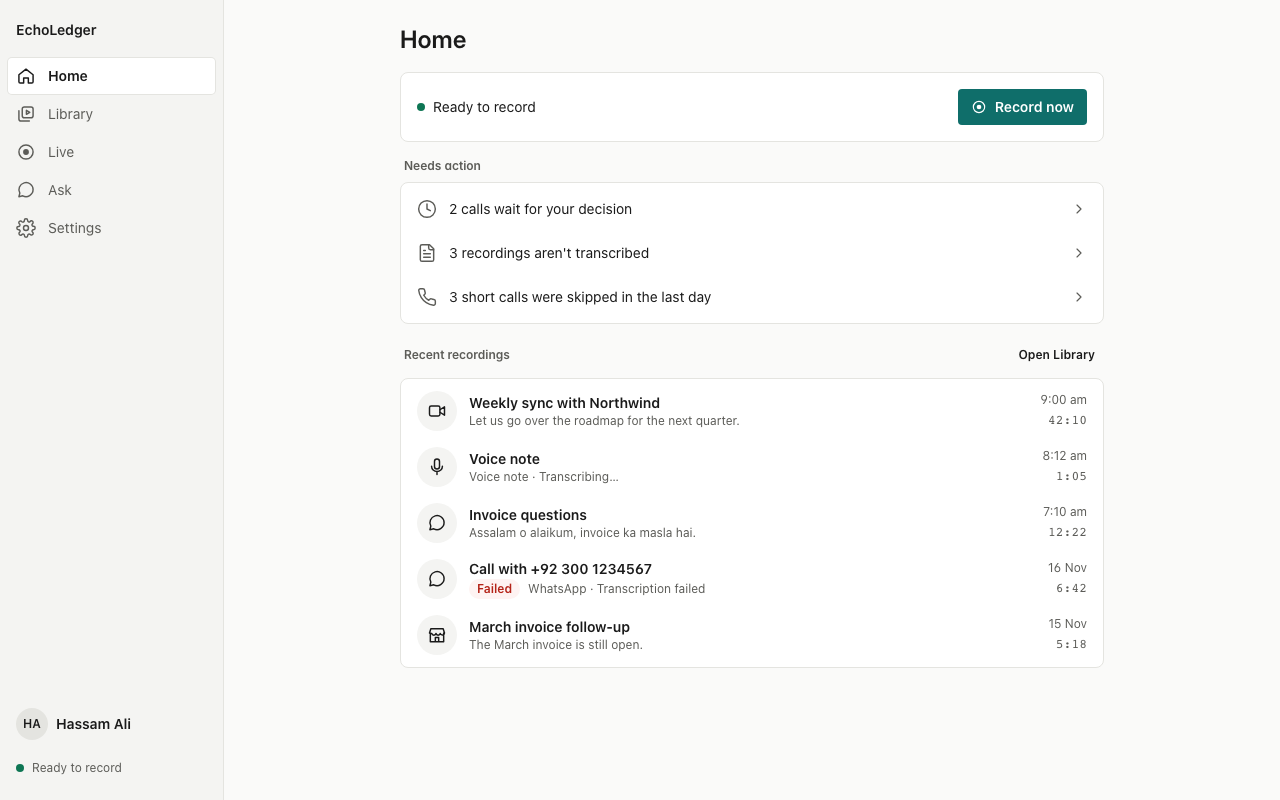 EchoLedger
Home
Library
Live
Ask
Settings
HA
Hassam Ali
Ready to record
Home
Ready to record
Record now
Needs action
2 calls wait for your decision
3 recordings aren't transcribed
3 short calls were skipped in the last day
Recent recordings
Open Library
Weekly sync with Northwind
9:00 am
Let us go over the roadmap for the next quarter.
42:10
Voice note
8:12 am
Voice note · Transcribing…
1:05
Invoice questions
7:10 am
Assalam o alaikum, invoice ka masla hai.
12:22
Call with +92 300 1234567
16 Nov
Failed WhatsApp · Transcription failed
6:42
March invoice follow-up
15 Nov
The March invoice is still open.
5:18